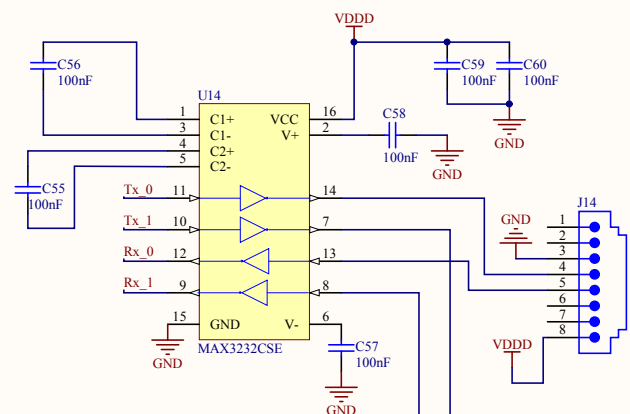 VDDD
C56
100nF
C59
100nF
C60
100nF
U14
C58
100nF
GND
GND
1 C1+ VCC 16
3 C1- V+ 2
4 C2+
5 C2-
C55
100nF
Tx_0 11 14
Tx_1 10 7
Rx_0 12 13
Rx_1 9 8
15 GND V- 6
MAX3232CSE
GND
C57
100nF
GND
J14
GND
1
2
3
4
5
6
7
8
VDDD